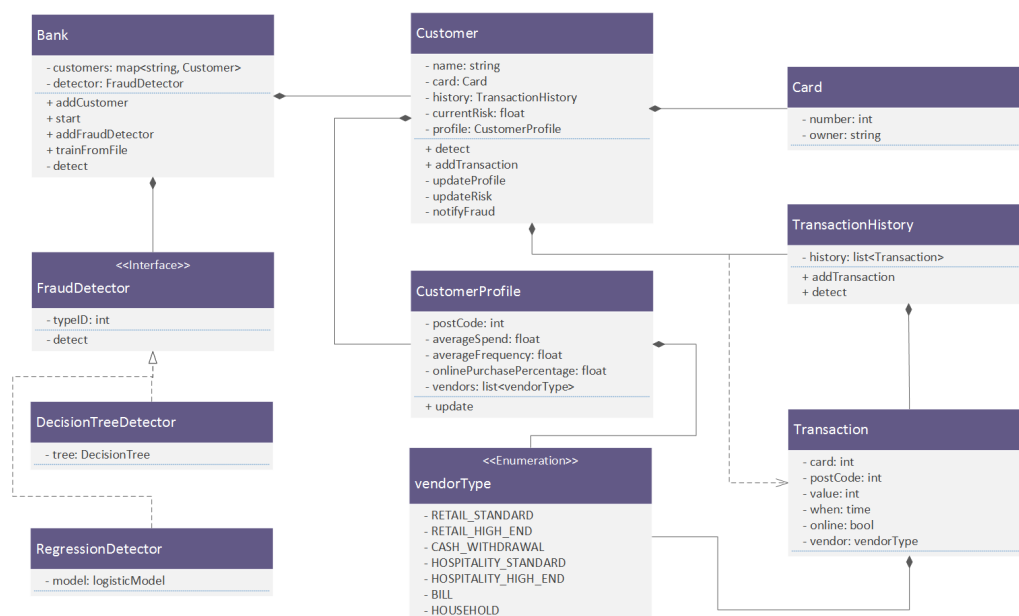 Bank
- customers: map<string, Customer>
- detector: FraudDetector
+ addCustomer
+ start
+ addFraudDetector
+ trainFromFile
- detect
Customer
- name: string
- card: Card
- history: TransactionHistory
- currentRisk: float
- profile: CustomerProfile
+ detect
+ addTransaction
- updateProfile
- updateRisk
- notifyFraud
Card
- number: int
- owner: string
TransactionHistory
- history: list<Transaction>
+ addTransaction
+ detect
<<Interface>>
FraudDetector
- typeID: int
- detect
CustomerProfile
- postCode: int
- averageSpend: float
- averageFrequency: float
- onlinePurchasePercentage: float
- vendors: list<vendorType>
+ update
DecisionTreeDetector
- tree: DecisionTree
Transaction
- card: int
- postCode: int
- value: int
- when: time
- online: bool
- vendor: vendorType
<<Enumeration>>
vendorType
- RETAIL_STANDARD
- RETAIL_HIGH_END
- CASH_WITHDRAWAL
- HOSPITALITY_STANDARD
- HOSPITALITY_HIGH_END
- BILL
- HOUSEHOLD
RegressionDetector
- model: logisticModel